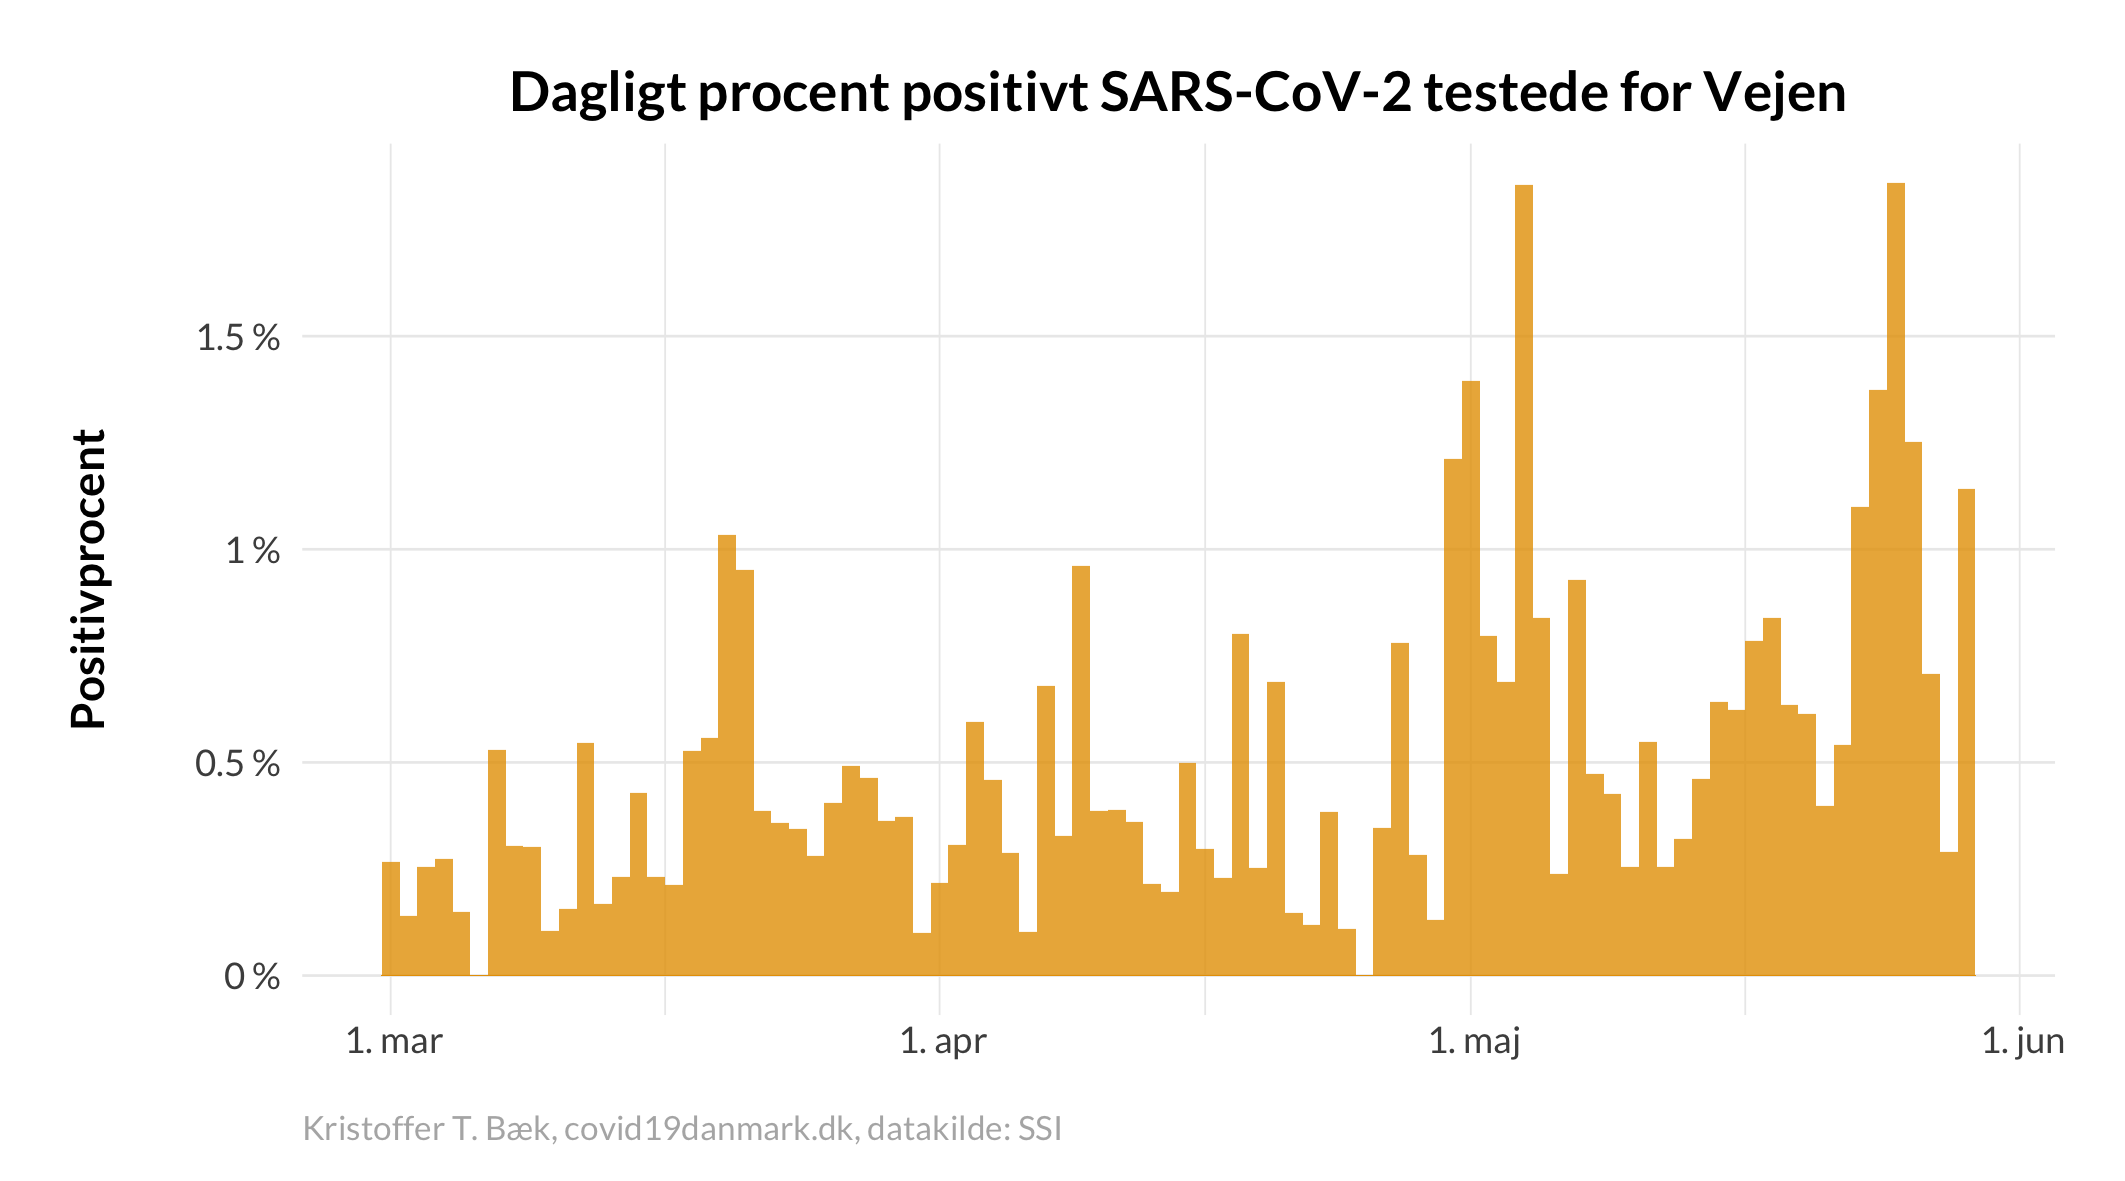 Dagligt procent positivt SARS-CoV-2 testede for Vejen
Positivprocent
1.5 %
1 %
0.5 %
0 %
1. mar
1. apr
1. maj
1. jun
Kristoffer T. Bæk, covid19danmark.dk, datakilde: SSI